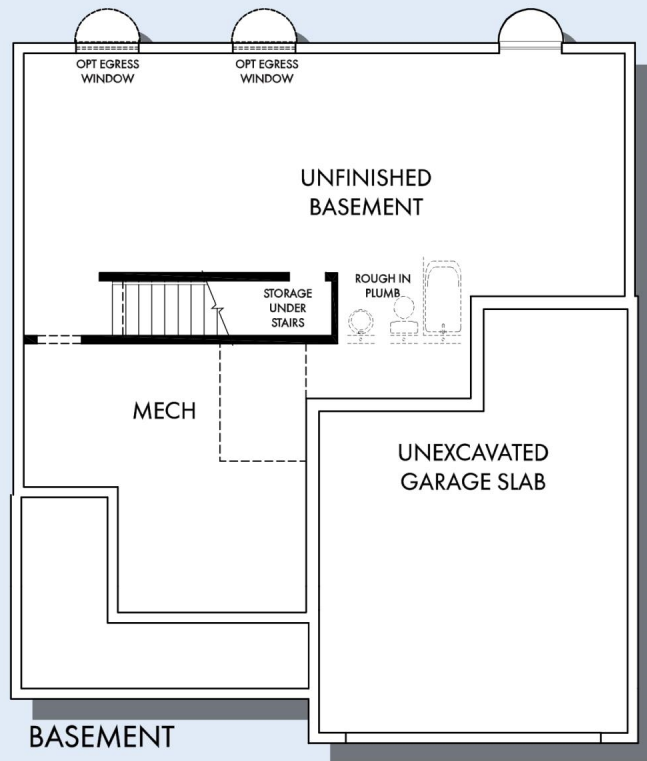 OPT EGRESS
WINDOW
OPT EGRESS
WINDOW
UNFINISHED
BASEMENT
STORAGE
UNDER
STAIRS
ROUGH IN
PLUMB
MECH
UNEXCAVATED
GARAGE SLAB
BASEMENT